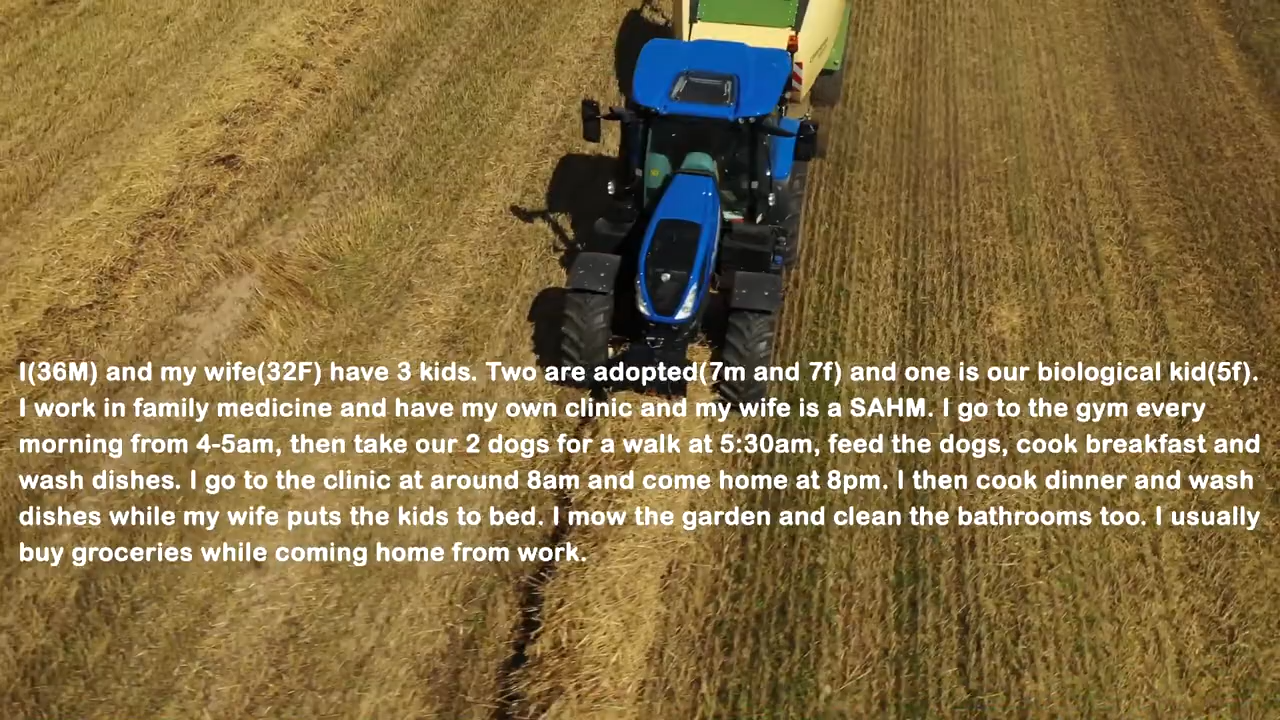 I(36M) and my wife(32F) have 3 kids. Two are adopted(7m and 7f) and one is our biological kid(5f).
I work in family medicine and have my own clinic and my wife is a SAHM. I go to the gym every
morning from 4-5am, then take our 2 dogs for a walk at 5:30am, feed the dogs, cook breakfast and
wash dishes. I go to the clinic at around 8am and come home at 8pm. I then cook dinner and wash
dishes while my wife puts the kids to bed. I mow the garden and clean the bathrooms too. I usually
buy groceries while coming home from work.